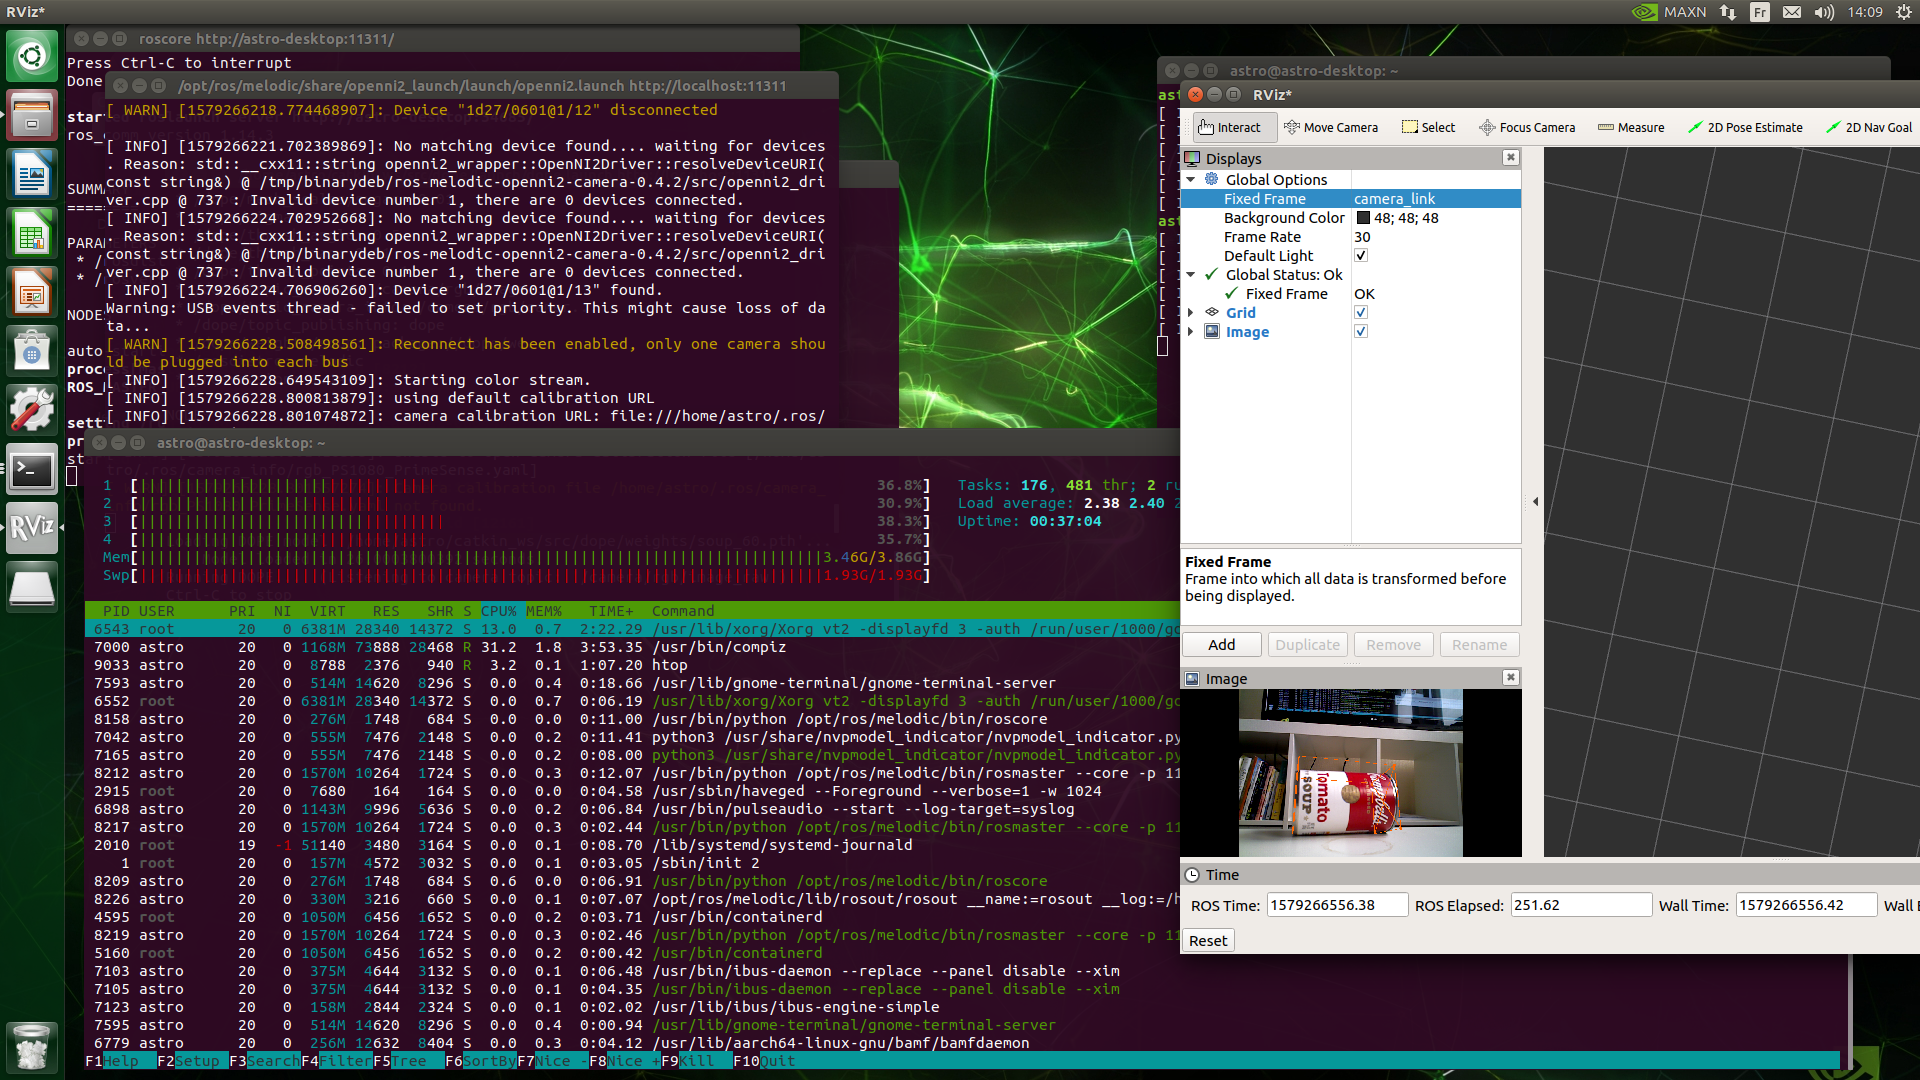 RViz*
MAXN
Fr
14:09
roscore http://astro-desktop:11311/
Press Ctrl-C to interrupt
Done
/opt/ros/melodic/share/openni2_launch/launch/openni2.launch http://localhost:11311
[ WARN] [1579266218.774468907]: Device "1d27/0601@1/12" disconnected
[ INFO] [1579266221.702389869]: No matching device found.... waiting for devices
. Reason: std::__cxx11::string openni2_wrapper::OpenNI2Driver::resolveDeviceURI(
const string&) @ /tmp/binarydeb/ros-melodic-openni2-camera-0.4.2/src/openni2_dri
ver.cpp @ 737 : Invalid device number 1, there are 0 devices connected.
[ INFO] [1579266224.702952668]: No matching device found.... waiting for devices
. Reason: std::__cxx11::string openni2_wrapper::OpenNI2Driver::resolveDeviceURI(
const string&) @ /tmp/binarydeb/ros-melodic-openni2-camera-0.4.2/src/openni2_dri
ver.cpp @ 737 : Invalid device number 1, there are 0 devices connected.
[ INFO] [1579266224.706906260]: Device "1d27/0601@1/13" found.
Warning: USB events thread - failed to set priority. This might cause loss of da
ta...
[ WARN] [1579266228.508498561]: Reconnect has been enabled, only one camera shou
ld be plugged into each bus
[ INFO] [1579266228.649543109]: Starting color stream.
[ INFO] [1579266228.800813879]: using default calibration URL
[ INFO] [1579266228.801074872]: camera calibration URL: file:///home/astro/.ros/
astro@astro-desktop: ~
1 [ 36.8%]
2 [ 30.9%]
3 [ 38.3%]
4 [ 35.7%]
Mem[ 3.46G/3.86G]
Swp[ 1.93G/1.93G]
Tasks: 176, 481 thr; 2 ru
Load average: 2.38 2.40 2
Uptime: 00:37:04
PID USER PRI NI VIRT RES SHR S CPU% MEM% TIME+ Command
6543 root 20 0 6381M 28340 14372 S 13.0 0.7 2:22.29 /usr/lib/xorg/Xorg vt2 -displayfd 3 -auth /run/user/1000/gd
7000 astro 20 0 1168M 73888 28468 R 31.2 1.8 3:53.35 /usr/bin/compiz
9033 astro 20 0 8788 2376 940 R 3.2 0.1 1:07.20 htop
7593 astro 20 0 514M 14620 8296 S 0.0 0.4 0:18.66 /usr/lib/gnome-terminal/gnome-terminal-server
6552 root 20 0 6381M 28340 14372 S 0.0 0.7 0:06.19 /usr/lib/xorg/Xorg vt2 -displayfd 3 -auth /run/user/1000/gd
8158 astro 20 0 276M 1748 684 S 0.0 0.0 0:11.00 /usr/bin/python /opt/ros/melodic/bin/roscore
7042 astro 20 0 555M 7476 2148 S 0.0 0.2 0:11.41 python3 /usr/share/nvpmodel_indicator/nvpmodel_indicator.py
7165 astro 20 0 555M 7476 2148 S 0.0 0.2 0:08.00 python3 /usr/share/nvpmodel_indicator/nvpmodel_indicator.py
8212 astro 20 0 1570M 10264 1724 S 0.0 0.3 0:12.07 /usr/bin/python /opt/ros/melodic/bin/rosmaster --core -p 11
2915 root 20 0 7680 164 164 S 0.0 0.0 0:04.58 /usr/sbin/haveged --Foreground --verbose=1 -w 1024
6898 astro 20 0 1143M 9996 5636 S 0.0 0.2 0:06.84 /usr/bin/pulseaudio --start --log-target=syslog
8217 astro 20 0 1570M 10264 1724 S 0.0 0.3 0:02.44 /usr/bin/python /opt/ros/melodic/bin/rosmaster --core -p 11
2010 root 19 -1 51140 3480 3164 S 0.0 0.1 0:08.70 /lib/systemd/systemd-journald
1 root 20 0 157M 4572 3032 S 0.0 0.1 0:03.05 /sbin/init 2
8209 astro 20 0 276M 1748 684 S 0.6 0.0 0:06.91 /usr/bin/python /opt/ros/melodic/bin/roscore
8226 astro 20 0 330M 3216 660 S 0.0 0.1 0:07.07 /opt/ros/melodic/lib/rosout/rosout __name:=rosout __log:=/h
4595 root 20 0 1050M 6456 1652 S 0.0 0.2 0:03.71 /usr/bin/containerd
8219 astro 20 0 1570M 10264 1724 S 0.0 0.3 0:02.46 /usr/bin/python /opt/ros/melodic/bin/rosmaster --core -p 11
5160 root 20 0 1050M 6456 1652 S 0.0 0.2 0:00.42 /usr/bin/containerd
7103 astro 20 0 375M 4644 3132 S 0.0 0.1 0:06.48 /usr/bin/ibus-daemon --replace --panel disable --xim
7105 astro 20 0 375M 4644 3132 S 0.0 0.1 0:04.35 /usr/bin/ibus-daemon --replace --panel disable --xim
7123 astro 20 0 158M 2844 2324 S 0.0 0.1 0:02.02 /usr/lib/ibus/ibus-engine-simple
7595 astro 20 0 514M 14620 8296 S 0.0 0.4 0:00.94 /usr/lib/gnome-terminal/gnome-terminal-server
6779 astro 20 0 256M 12632 8404 S 0.0 0.3 0:04.12 /usr/lib/aarch64-linux-gnu/bamf/bamfdaemon
F1Help F2Setup F3SearchF4FilterF5Tree F6SortByF7Nice -F8Nice +F9Kill F10Quit
astro@astro-desktop: ~
RViz*
Interact
Move Camera
Select
Focus Camera
Measure
2D Pose Estimate
2D Nav Goal
Displays
Global Options
Fixed Frame camera_link
Background Color 48; 48; 48
Frame Rate 30
Default Light
Global Status: Ok
Fixed Frame OK
Grid
Image
Fixed Frame
Frame into which all data is transformed before
being displayed.
Add
Duplicate
Remove
Rename
Image
Tomato
SOUP
Campbell's
Time
ROS Time: 1579266556.38
ROS Elapsed: 251.62
Wall Time: 1579266556.42
Wall E
Reset
RViz